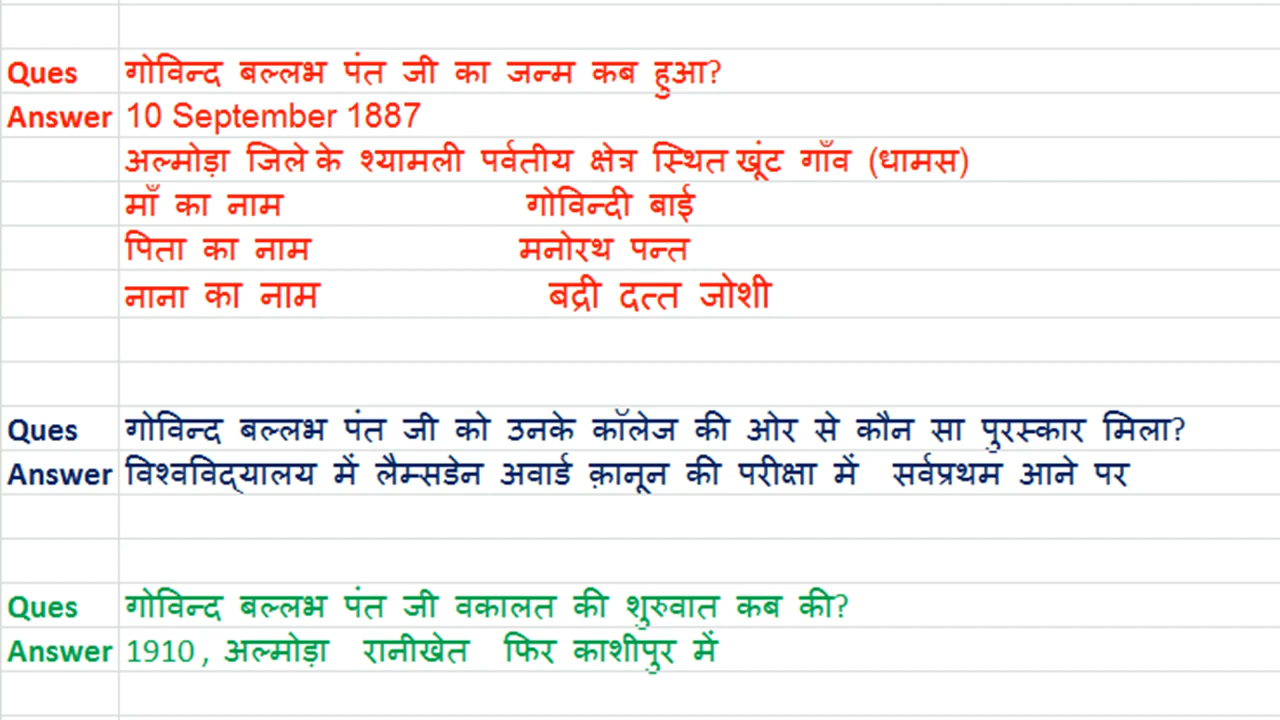 Ques गोविन्द बल्लभ पंत जी का जन्म कब हुआ?
Answer 10 September 1887
अल्मोड़ा जिले के श्यामली पर्वतीय क्षेत्र स्थित खूंट गाँव (धामस)
माँ का नाम गोविन्दी बाई
पिता का नाम मनोरथ पन्त
नाना का नाम बद्री दत्त जोशी
Ques गोविन्द बल्लभ पंत जी को उनके कॉलेज की ओर से कौन सा पुरस्कार मिला?
Answer विश्वविद्यालय में लैम्सडेन अवार्ड क़ानून की परीक्षा में सर्वप्रथम आने पर
Ques गोविन्द बल्लभ पंत जी वकालत की शुरुवात कब की?
Answer 1910 , अल्मोड़ा रानीखेत फिर काशीपुर में